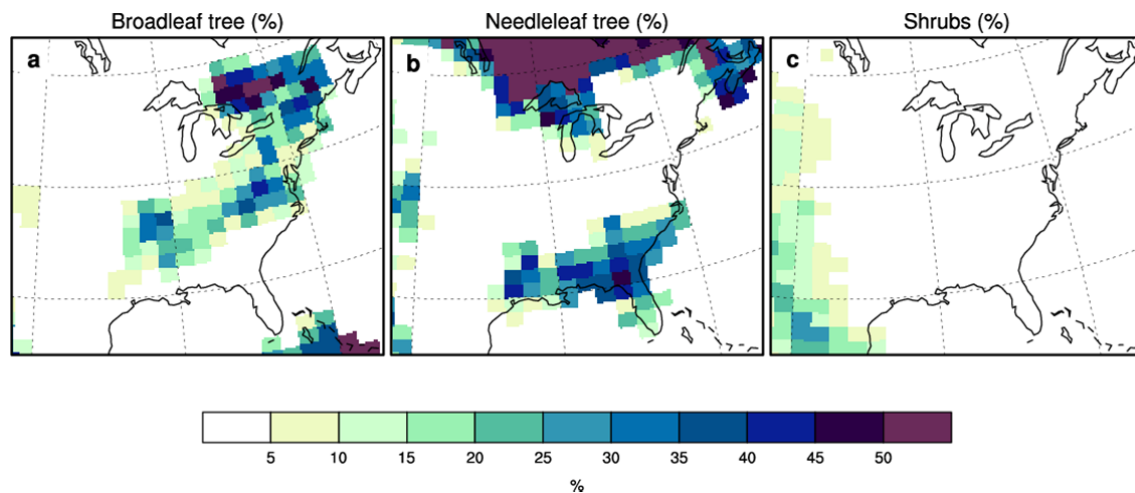 Broadleaf tree (%)
Needleleaf tree (%)
Shrubs (%)
a
b
c
5 10 15 20 25 30 35 40 45 50
%